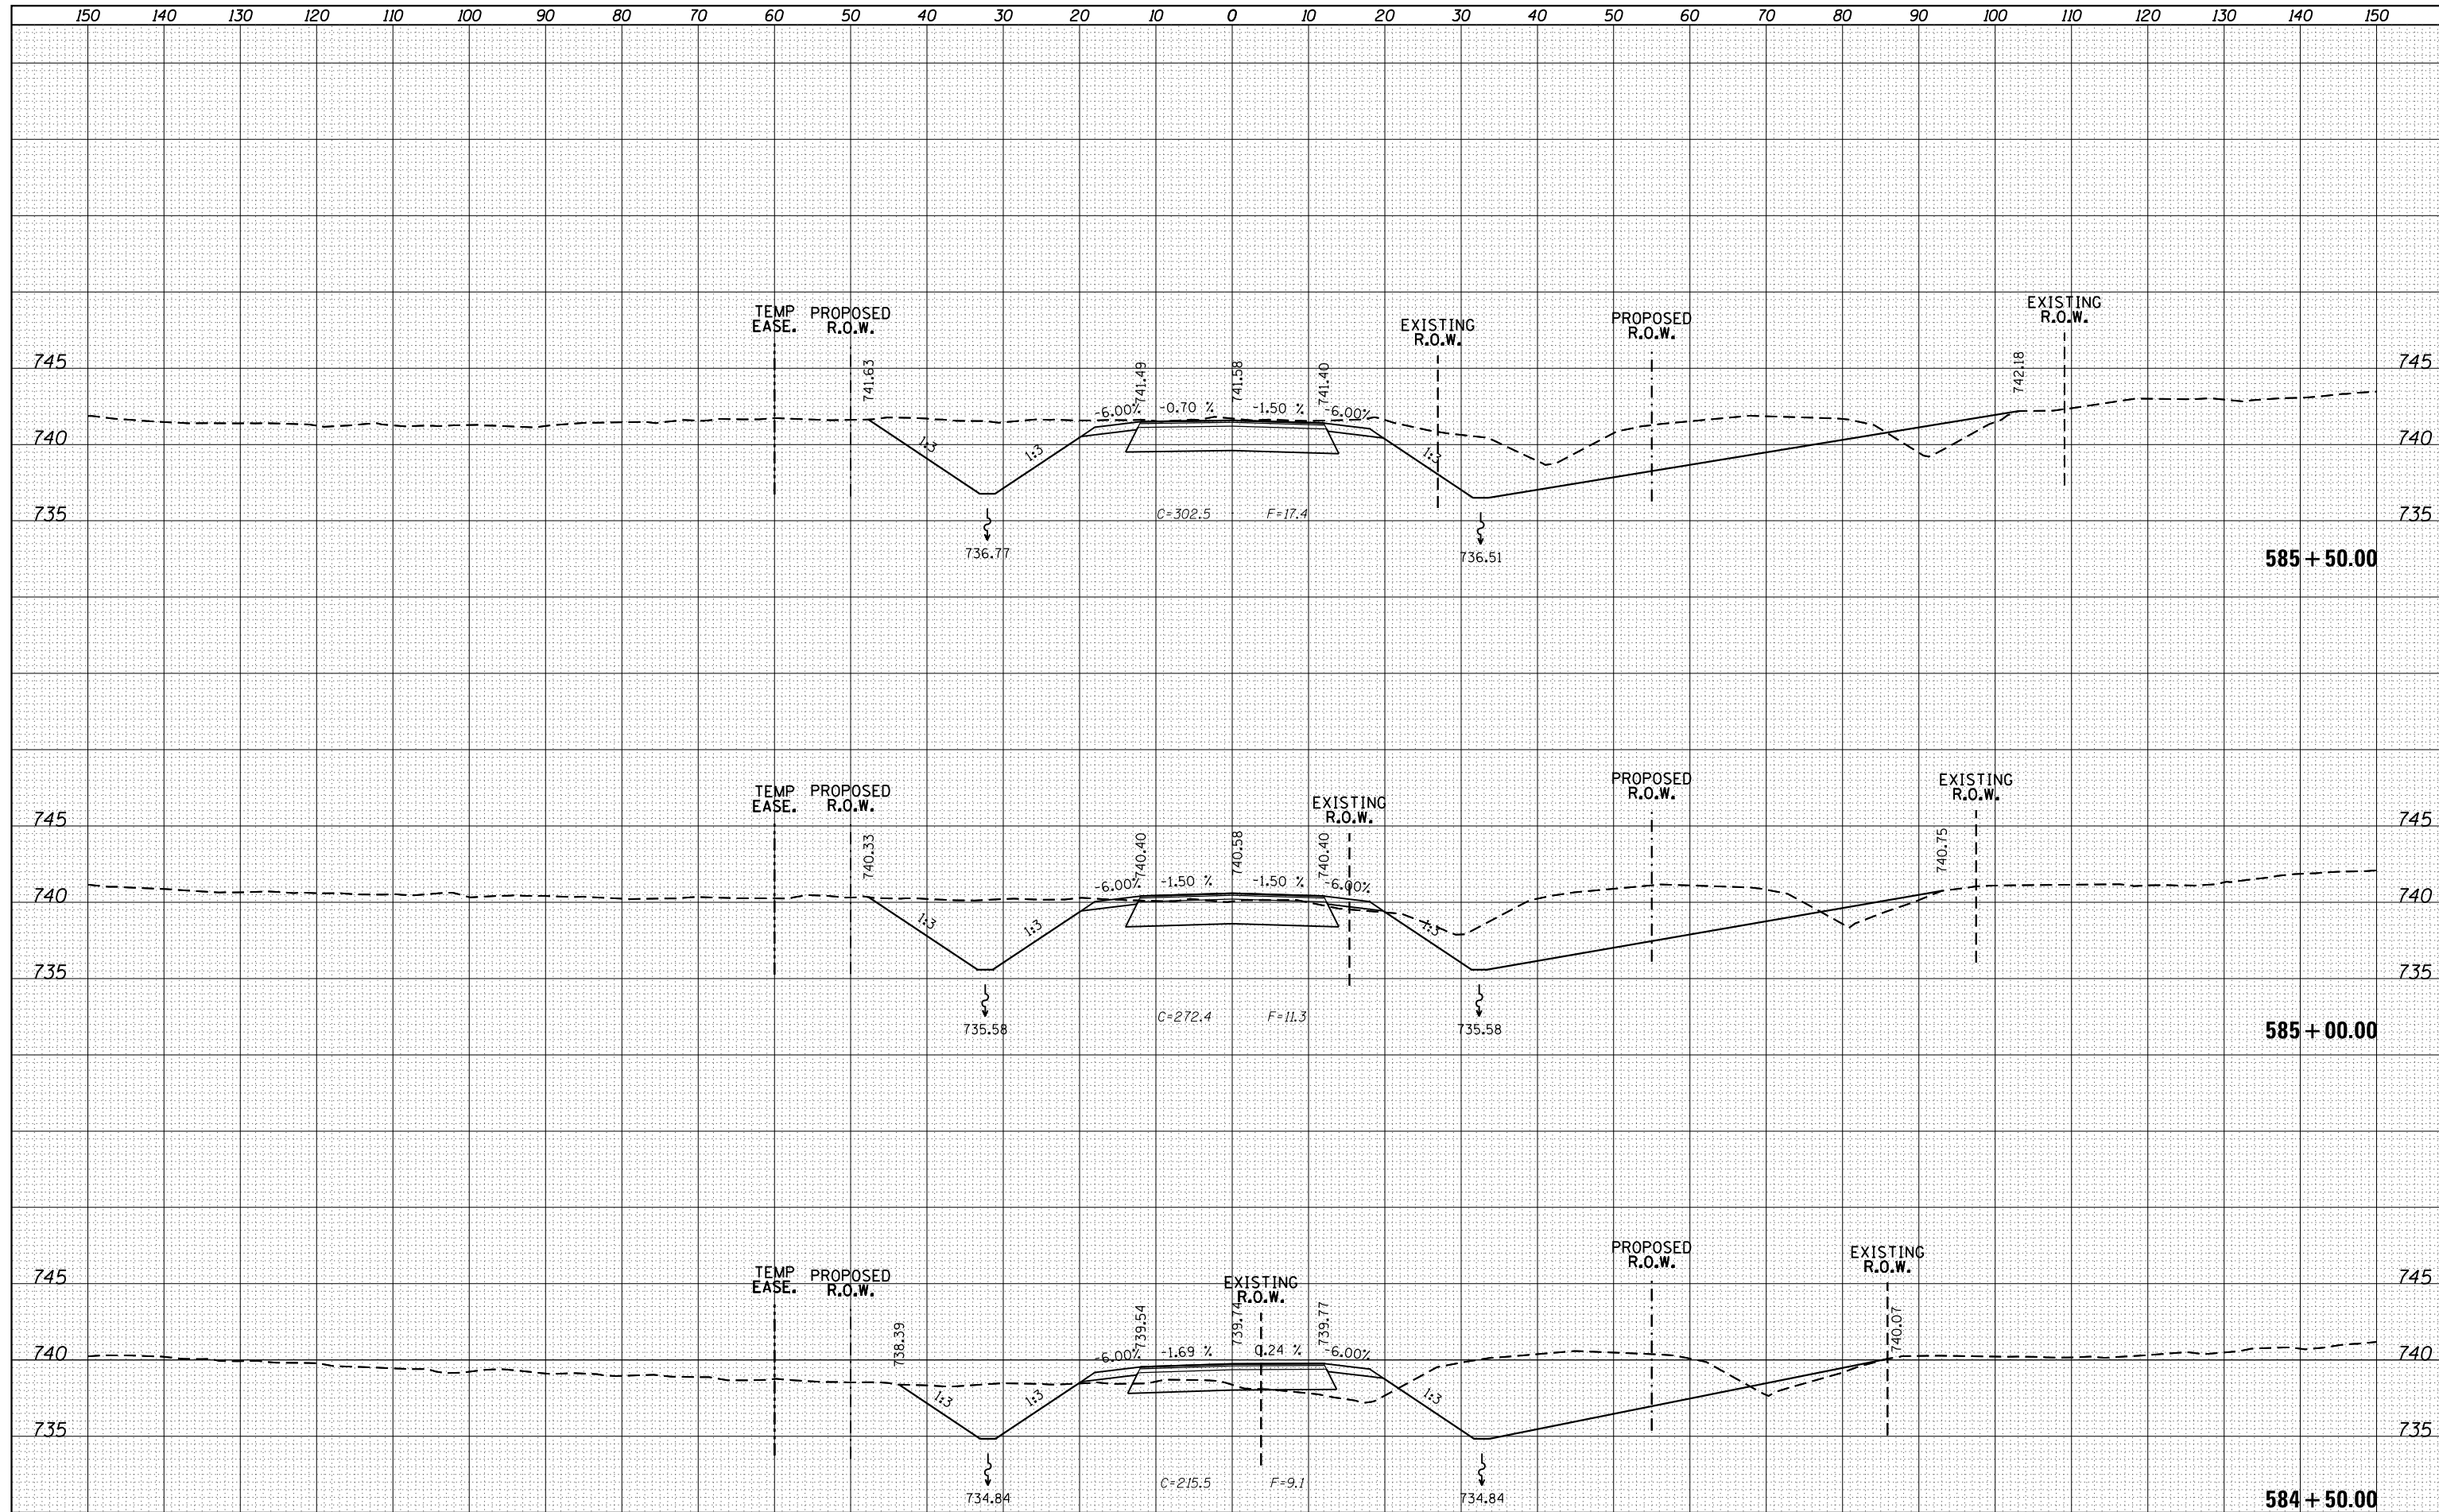 150 140 130 120 110 100 90 80 70 60 50 40 30 20 10 0 10 20 30 40 50 60 70 80 90 100 110 120 130 140 150
TEMP EASE.
PROPOSED R.O.W.
EXISTING R.O.W.
PROPOSED R.O.W.
EXISTING R.O.W.
745 741.63 741.49 741.58 741.40 742.18 745
-6.00% -0.70 % -1.50 % -6.00%
740 1:3 1:3 1:3 740
735 C=302.5 F=17.4 735
736.77 736.51
585+50.00
TEMP EASE.
PROPOSED R.O.W.
EXISTING R.O.W.
PROPOSED R.O.W.
EXISTING R.O.W.
745 740.33 740.40 740.58 740.40 740.75 745
-6.00% -1.50 % -1.50 % -6.00%
740 1:3 1:3 1:3 740
735 735
C=272.4 F=11.3
735.58 735.58
585+00.00
TEMP EASE.
PROPOSED R.O.W.
EXISTING R.O.W.
PROPOSED R.O.W.
EXISTING R.O.W.
745 738.39 739.54 739.74 739.77 740.07 745
-6.00% -1.69 % 0.24 % -6.00%
740 1:3 1:3 1:3 740
735 735
C=215.5 F=9.1
734.84 734.84
584+50.00